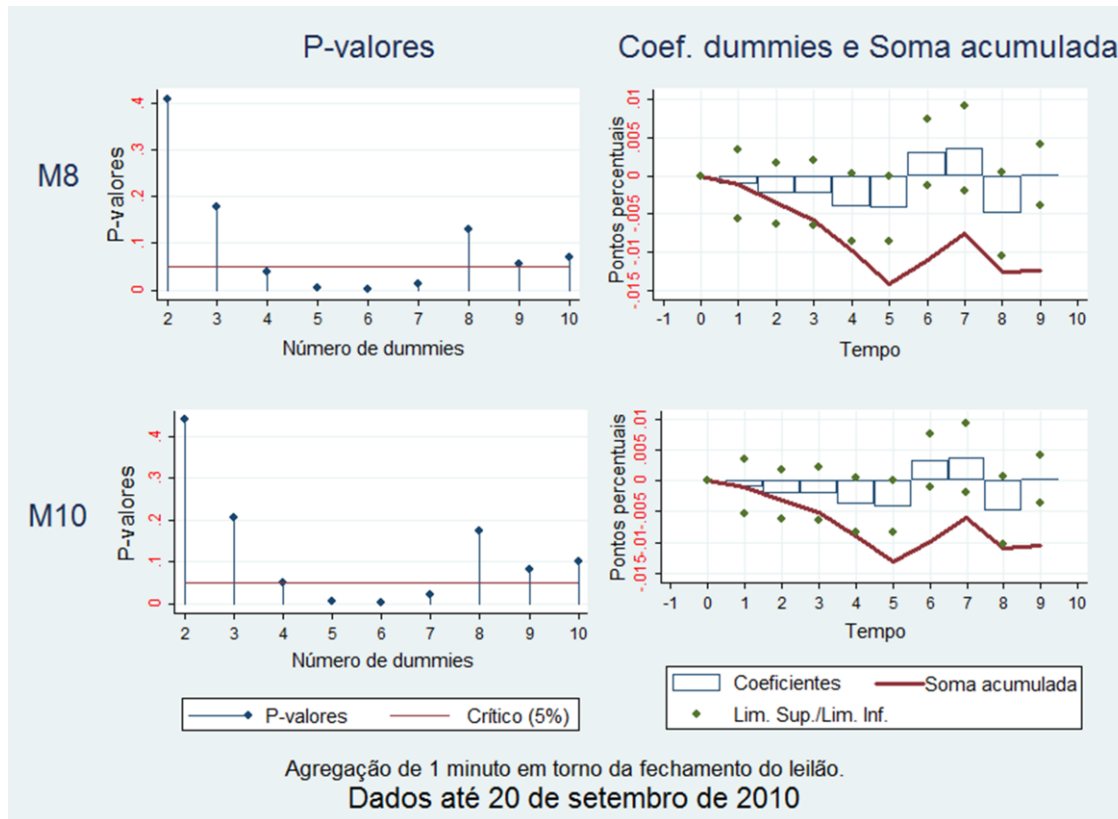 P-valores
Coef. dummies e Soma acumulada
M8
P-valores
0 .1 .2 .3 .4
2 3 4 5 6 7 8 9 10
Número de dummies
Pontos percentuais
-.015 -.01 -.005 0 .005 .01
-1 0 1 2 3 4 5 6 7 8 9 10
Tempo
M10
P-valores
0 .1 .2 .3 .4
2 3 4 5 6 7 8 9 10
Número de dummies
Pontos percentuais
-.015 -.01 -.005 0 .005 .01
-1 0 1 2 3 4 5 6 7 8 9 10
Tempo
P-valores Crítico (5%)
Coeficientes Soma acumulada
Lim. Sup./Lim. Inf.
Agregação de 1 minuto em torno da fechamento do leilão.
Dados até 20 de setembro de 2010